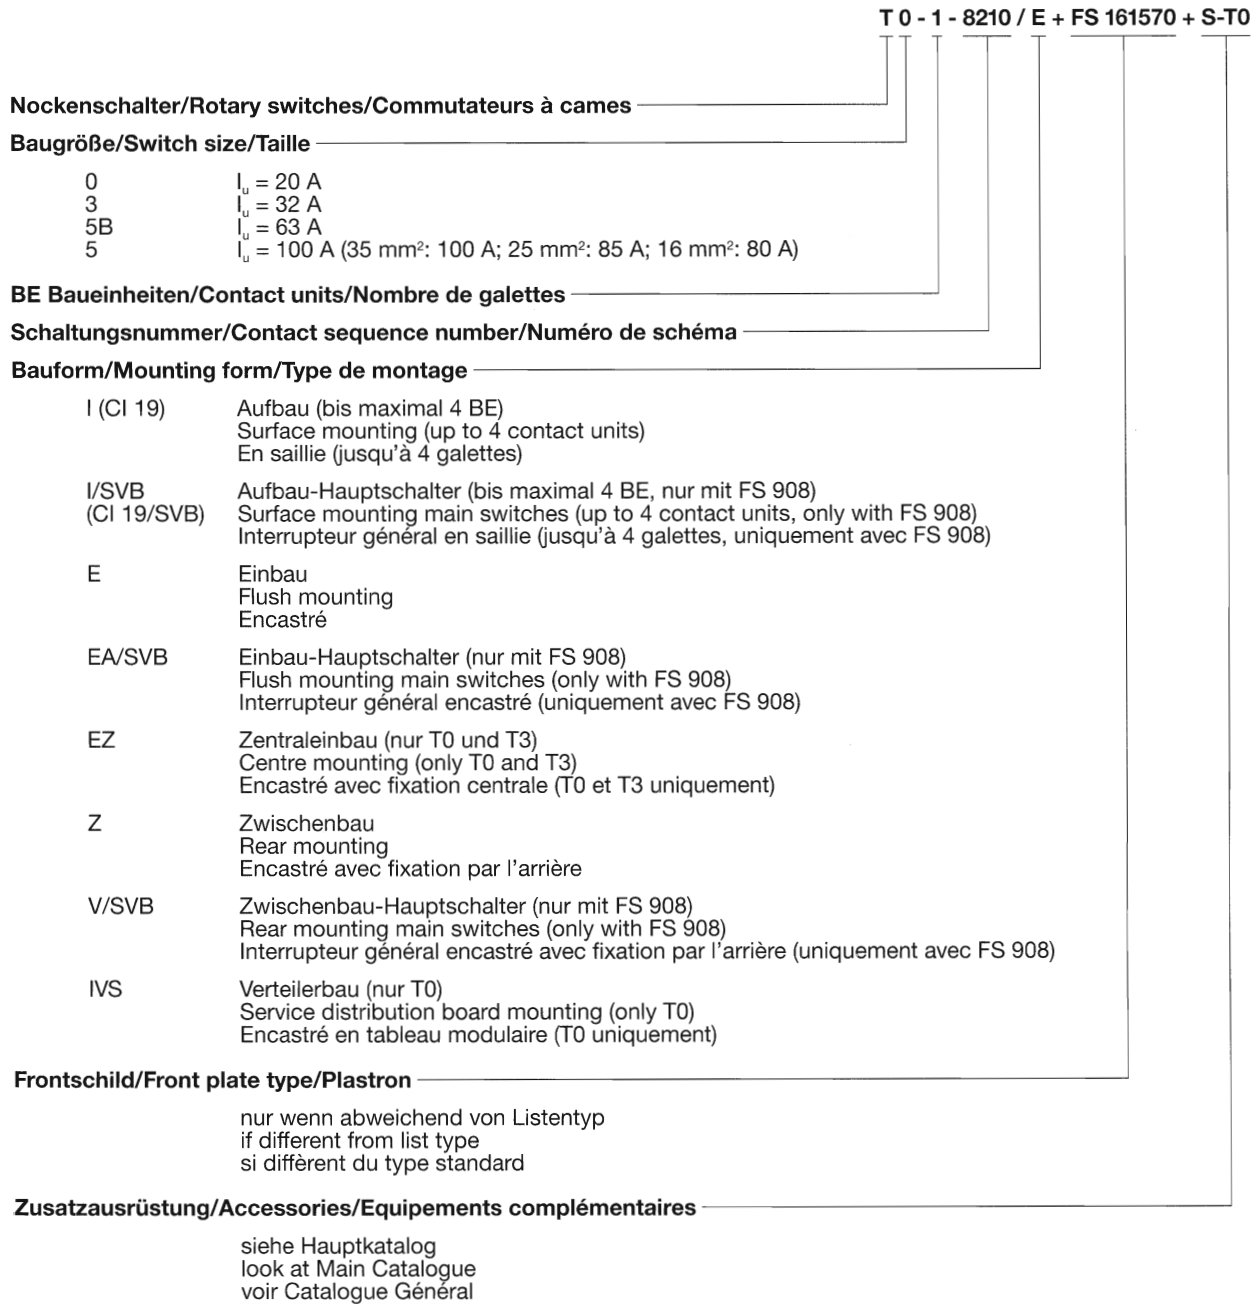 T 0 - 1 - 8210 / E + FS 161570 + S-T0
Nockenschalter/Rotary switches/Commutateurs à cames
Baugröße/Switch size/Taille
0 Iu = 20 A
3 Iu = 32 A
5B Iu = 63 A
5 Iu = 100 A (35 mm²: 100 A; 25 mm²: 85 A; 16 mm²: 80 A)
BE Baueinheiten/Contact units/Nombre de galettes
Schaltungsnummer/Contact sequence number/Numéro de schéma
Bauform/Mounting form/Type de montage
I (CI 19) Aufbau (bis maximal 4 BE)
Surface mounting (up to 4 contact units)
En saillie (jusqu'à 4 galettes)
I/SVB Aufbau-Hauptschalter (bis maximal 4 BE, nur mit FS 908)
(CI 19/SVB) Surface mounting main switches (up to 4 contact units, only with FS 908)
Interrupteur général en saillie (jusqu'à 4 galettes, uniquement avec FS 908)
E Einbau
Flush mounting
Encastré
EA/SVB Einbau-Hauptschalter (nur mit FS 908)
Flush mounting main switches (only with FS 908)
Interrupteur général encastré (uniquement avec FS 908)
EZ Zentraleinbau (nur T0 und T3)
Centre mounting (only T0 and T3)
Encastré avec fixation centrale (T0 et T3 uniquement)
Z Zwischenbau
Rear mounting
Encastré avec fixation par l'arrière
V/SVB Zwischenbau-Hauptschalter (nur mit FS 908)
Rear mounting main switches (only with FS 908)
Interrupteur général encastré avec fixation par l'arrière (uniquement avec FS 908)
IVS Verteilerbau (nur T0)
Service distribution board mounting (only T0)
Encastré en tableau modulaire (T0 uniquement)
Frontschild/Front plate type/Plastron
nur wenn abweichend von Listentyp
if different from list type
si diffèrent du type standard
Zusatzausrüstung/Accessories/Equipements complémentaires
siehe Hauptkatalog
look at Main Catalogue
voir Catalogue Général